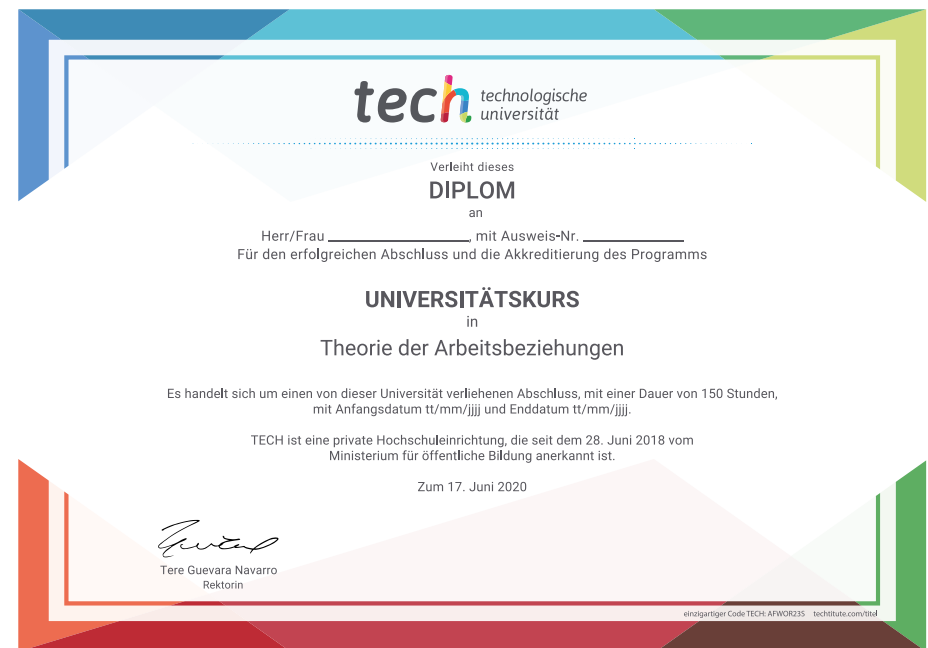 tech technologische
universität
Verleiht dieses
DIPLOM
an
Herr/Frau ____________, mit Ausweis-Nr. ____________
Für den erfolgreichen Abschluss und die Akkreditierung des Programms
UNIVERSITÄTSKURS
in
Theorie der Arbeitsbeziehungen
Es handelt sich um einen von dieser Universität verliehenen Abschluss, mit einer Dauer von 150 Stunden,
mit Anfangsdatum tt/mm/jjjj und Enddatum tt/mm/jjjj.
TECH ist eine private Hochschuleinrichtung, die seit dem 28. Juni 2018 vom
Ministerium für öffentliche Bildung anerkannt ist.
Zum 17. Juni 2020
Tere Guevara Navarro
Rektorin
einzigartiger Code TECH: AFWOR23S techtitute.com/titel